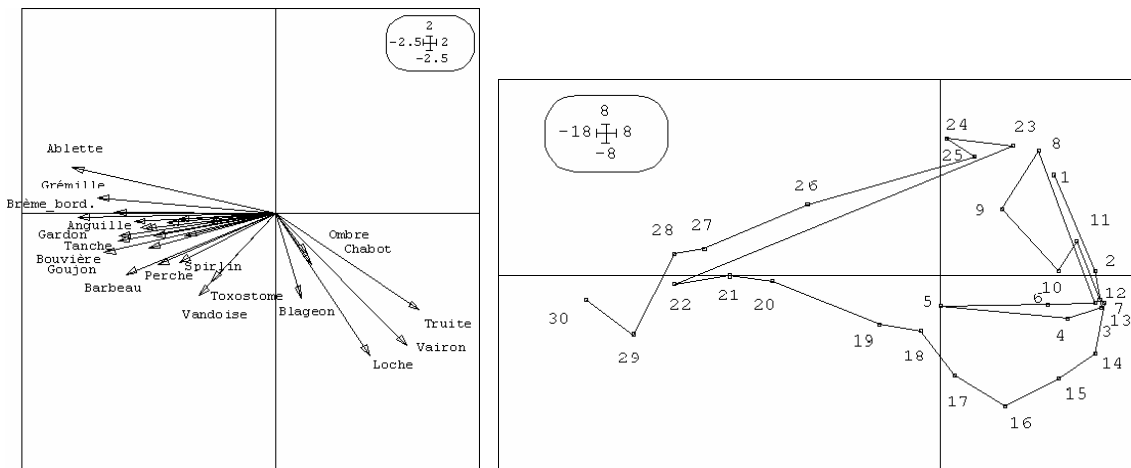 2
-2.5 2
-2.5
Ablette
Grémille
Brème_bord.
Anguille
Gardon
Tanche
Bouvière
Goujon
Perche
Spirlin
Barbeau
Toxostome
Vandoise
Blageon
Ombre
Chabot
Truite
Vairon
Loche
8
-18 8
-8
24
23
8
25
1
26
9
11
28
27
10
2
22
21
20
5
6
12
7
13
3
4
30
29
19
18
14
17
15
16